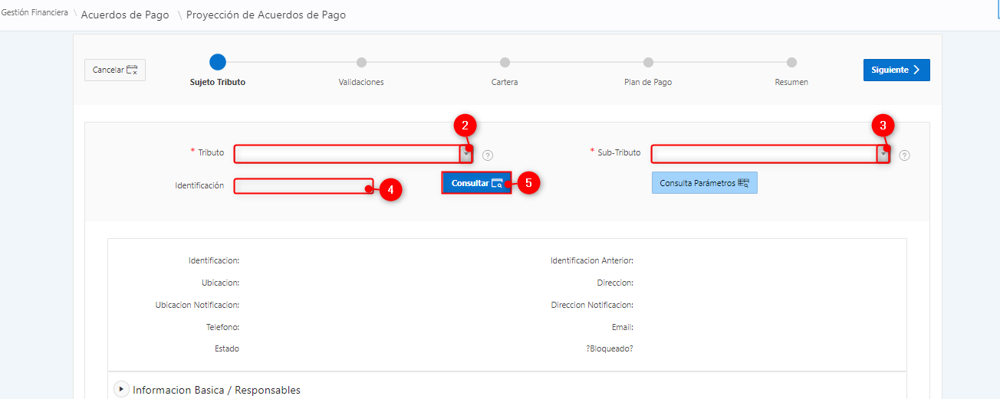 Gestión Financiera \ Acuerdos de Pago \ Proyección de Acuerdos de Pago
Cancelar
Siguiente
Sujeto Tributo Validaciones Cartera Plan de Pago Resumen
2 3
* Tributo ? * Sub-Tributo ?
Identificación 4 Consultar 5 Consulta Parámetros
Identificacion: Identificacion Anterior:
Ubicacion: Direccion:
Ubicacion Notificacion: Direccion Notificacion:
Telefono: Email:
Estado ?Bloqueado?
Informacion Basica / Responsables